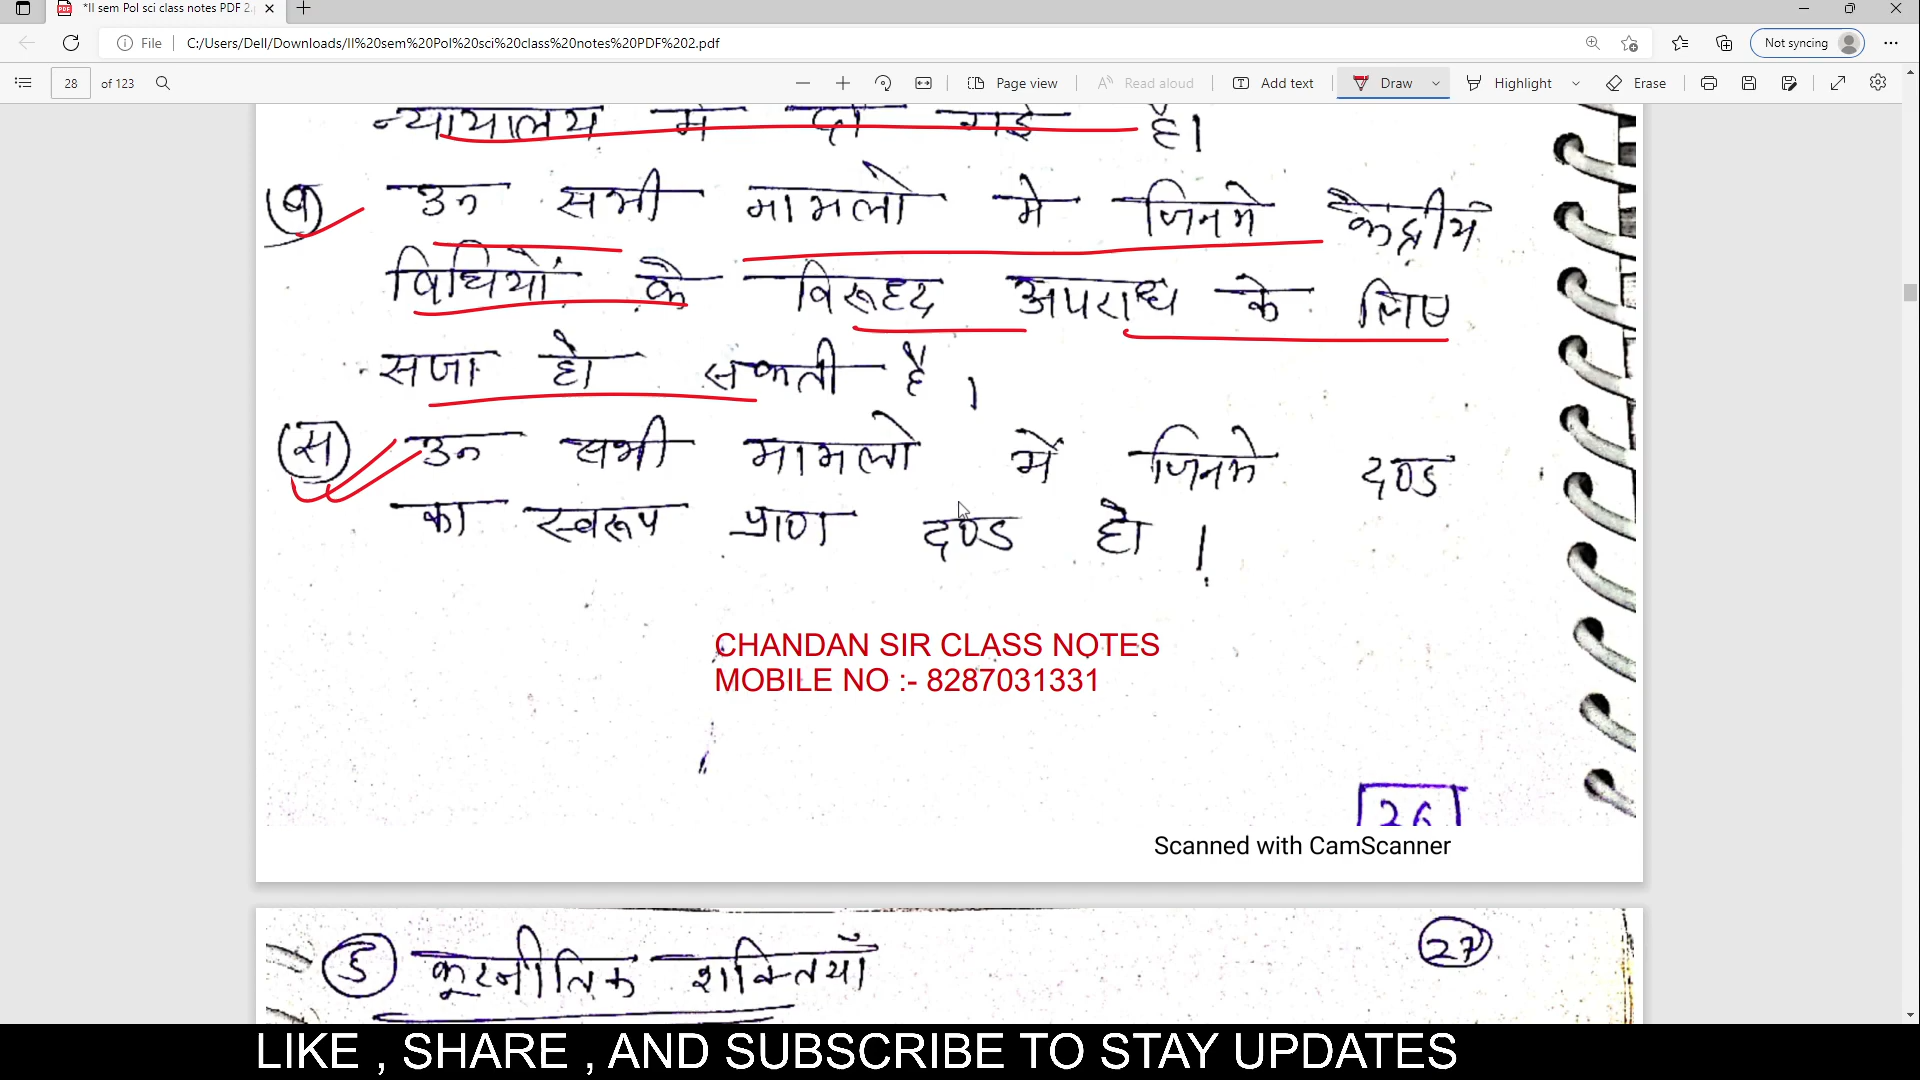 *II sem Pol sci class notes PDF 2.p
File C:/Users/Dell/Downloads/II%20sem%20Pol%20sci%20class%20notes%20PDF%202.pdf
Not syncing
28 of 123 Page view Read aloud Add text Draw Highlight Erase
न्यायालय में दी गई है।
(ब) उन सभी मामलो मे जिनमे केंद्रीय
विधियों के विरूद्द अपराध के लिए
सजा हो सकती है ।
(स) उन सभी मामलो में जिनमे दण्ड
का स्वरूप प्राण दण्ड हो ।
CHANDAN SIR CLASS NOTES
MOBILE NO :- 8287031331
26
Scanned with CamScanner
27
कूटनीतिक शक्तियाँ
LIKE , SHARE , AND SUBSCRIBE TO STAY UPDATES